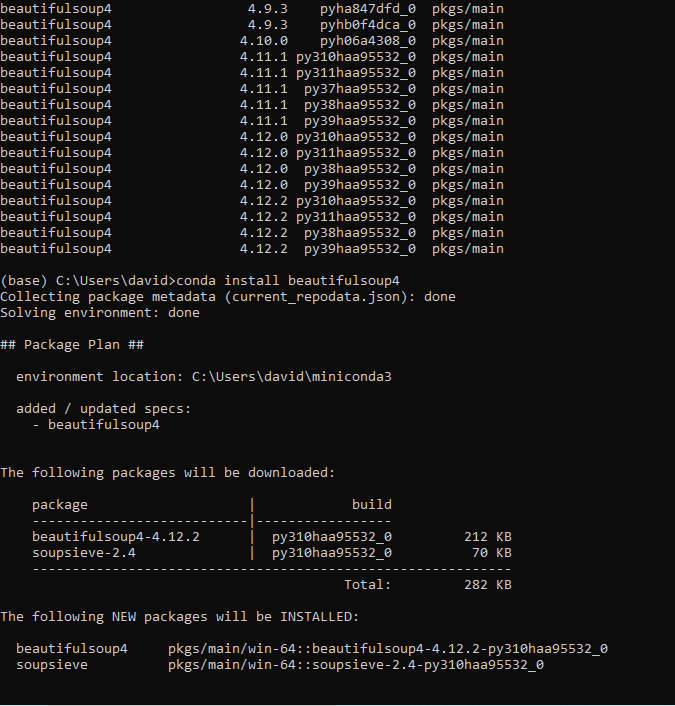 beautifulsoup4                4.9.3    pyha847dfd_0  pkgs/main
beautifulsoup4                4.9.3    pyhb0f4dca_0  pkgs/main
beautifulsoup4               4.10.0    pyh06a4308_0  pkgs/main
beautifulsoup4               4.11.1 py310haa95532_0  pkgs/main
beautifulsoup4               4.11.1 py311haa95532_0  pkgs/main
beautifulsoup4               4.11.1  py37haa95532_0  pkgs/main
beautifulsoup4               4.11.1  py38haa95532_0  pkgs/main
beautifulsoup4               4.11.1  py39haa95532_0  pkgs/main
beautifulsoup4               4.12.0 py310haa95532_0  pkgs/main
beautifulsoup4               4.12.0 py311haa95532_0  pkgs/main
beautifulsoup4               4.12.0  py38haa95532_0  pkgs/main
beautifulsoup4               4.12.0  py39haa95532_0  pkgs/main
beautifulsoup4               4.12.2 py310haa95532_0  pkgs/main
beautifulsoup4               4.12.2 py311haa95532_0  pkgs/main
beautifulsoup4               4.12.2  py38haa95532_0  pkgs/main
beautifulsoup4               4.12.2  py39haa95532_0  pkgs/main
(base) C:\Users\david>conda install beautifulsoup4
Collecting package metadata (current_repodata.json): done
Solving environment: done
## Package Plan ##
  environment location: C:\Users\david\miniconda3
  added / updated specs:
    - beautifulsoup4
The following packages will be downloaded:
    package                    |            build
    ---------------------------|-----------------
    beautifulsoup4-4.12.2      |  py310haa95532_0         212 KB
    soupsieve-2.4              |  py310haa95532_0          70 KB
    ------------------------------------------------------------
                                           Total:         282 KB
The following NEW packages will be INSTALLED:
  beautifulsoup4     pkgs/main/win-64::beautifulsoup4-4.12.2-py310haa95532_0
  soupsieve          pkgs/main/win-64::soupsieve-2.4-py310haa95532_0